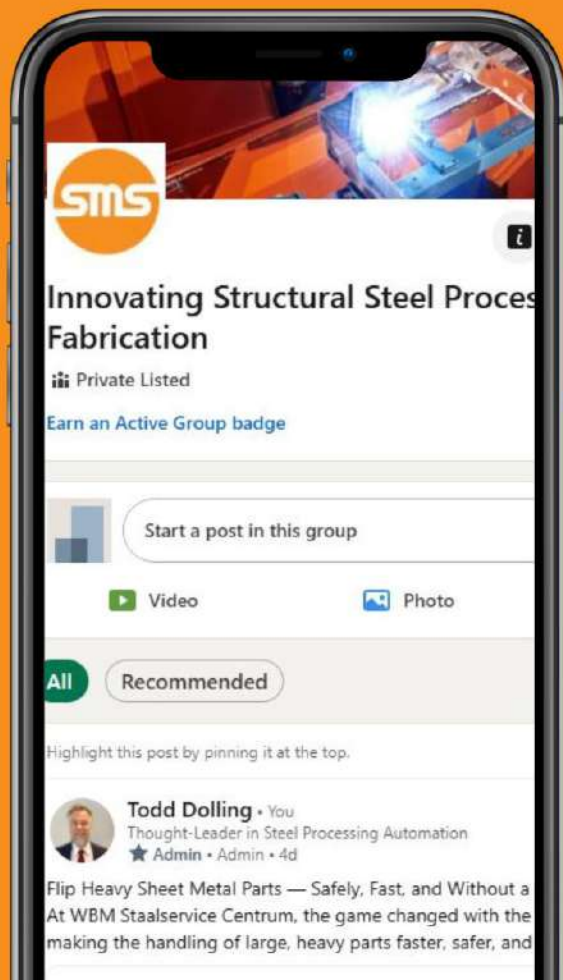 sms
Innovating Structural Steel Proces
Fabrication
Private Listed
Earn an Active Group badge
Start a post in this group
Video
Photo
All
Recommended
Highlight this post by pinning it at the top.
Todd Dolling • You
Thought-Leader in Steel Processing Automation
Admin • Admin • 4d
Flip Heavy Sheet Metal Parts — Safely, Fast, and Without a
At WBM Staalservice Centrum, the game changed with the
making the handling of large, heavy parts faster, safer, and